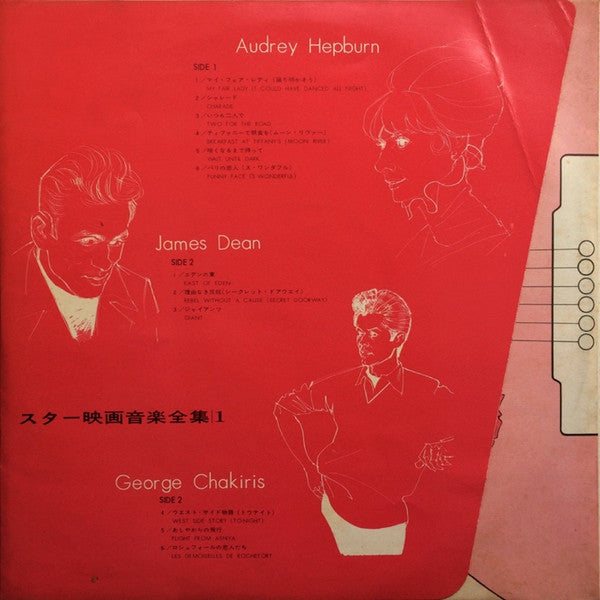 Audrey Hepburn
SIDE 1
1／マイ・フェア・レディ（踊り明かそう）
MY FAIR LADY (I COULD HAVE DANCED ALL NIGHT)
2／シャレード
CHARADE
3／いつも二人で
TWO FOR THE ROAD
4／ティファニーで朝食を（ムーン・リヴァー）
BREAKFAST AT TIFFANY'S (MOON RIVER)
5／暗くなるまで待って
WAIT UNTIL DARK
6／パリの恋人（ス・ワンダフル）
FUNNY FACE (S WONDERFUL)
James Dean
SIDE 2
1／エデンの東
EAST OF EDEN
2／理由なき反抗（シークレット・ドアウエイ）
REBEL WITHOUT A CAUSE (SECRET DOORWAY)
3／ジャイアンツ
GIANT
スター映画音楽全集|1
George Chakiris
SIDE 2
4／ウエスト・サイド物語（トゥナイト）
WEST SIDE STORY (TONIGHT)
5／あしやからの飛行
FLIGHT FROM ASHIYA
6／ロシュフォールの恋人たち
LES DEMOISELLES DE ROCHEFORT